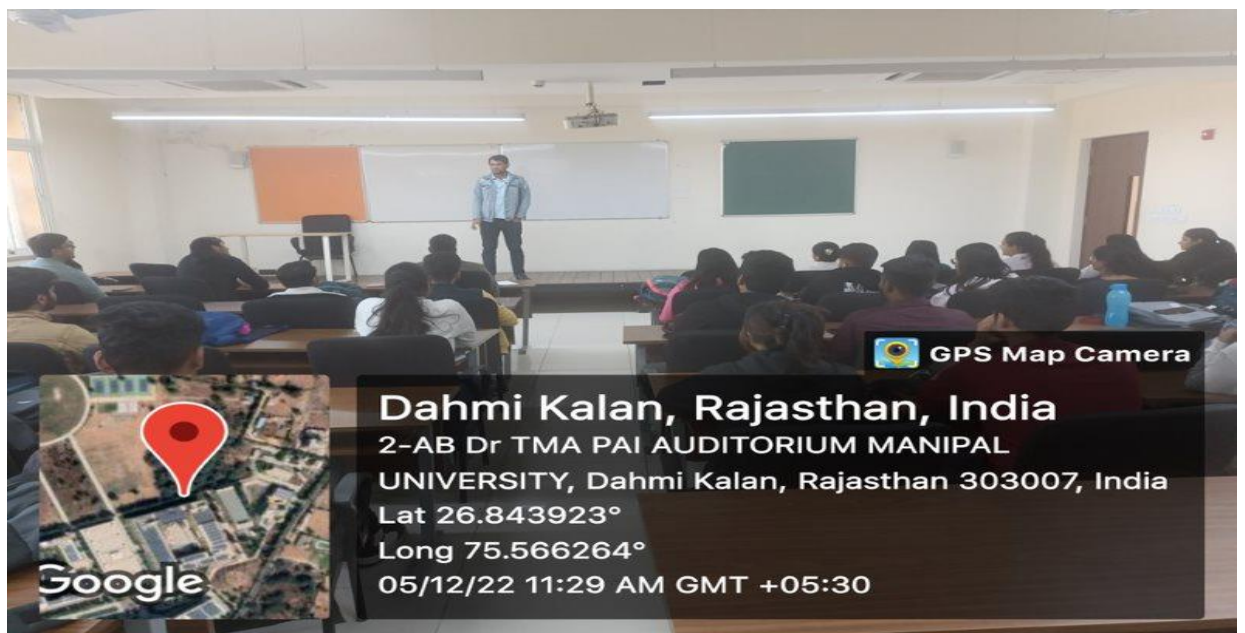 GPS Map Camera
Dahmi Kalan, Rajasthan, India
2-AB Dr TMA PAI AUDITORIUM MANIPAL
UNIVERSITY, Dahmi Kalan, Rajasthan 303007, India
Lat 26.843923°
Long 75.566264°
05/12/22 11:29 AM GMT +05:30
Google